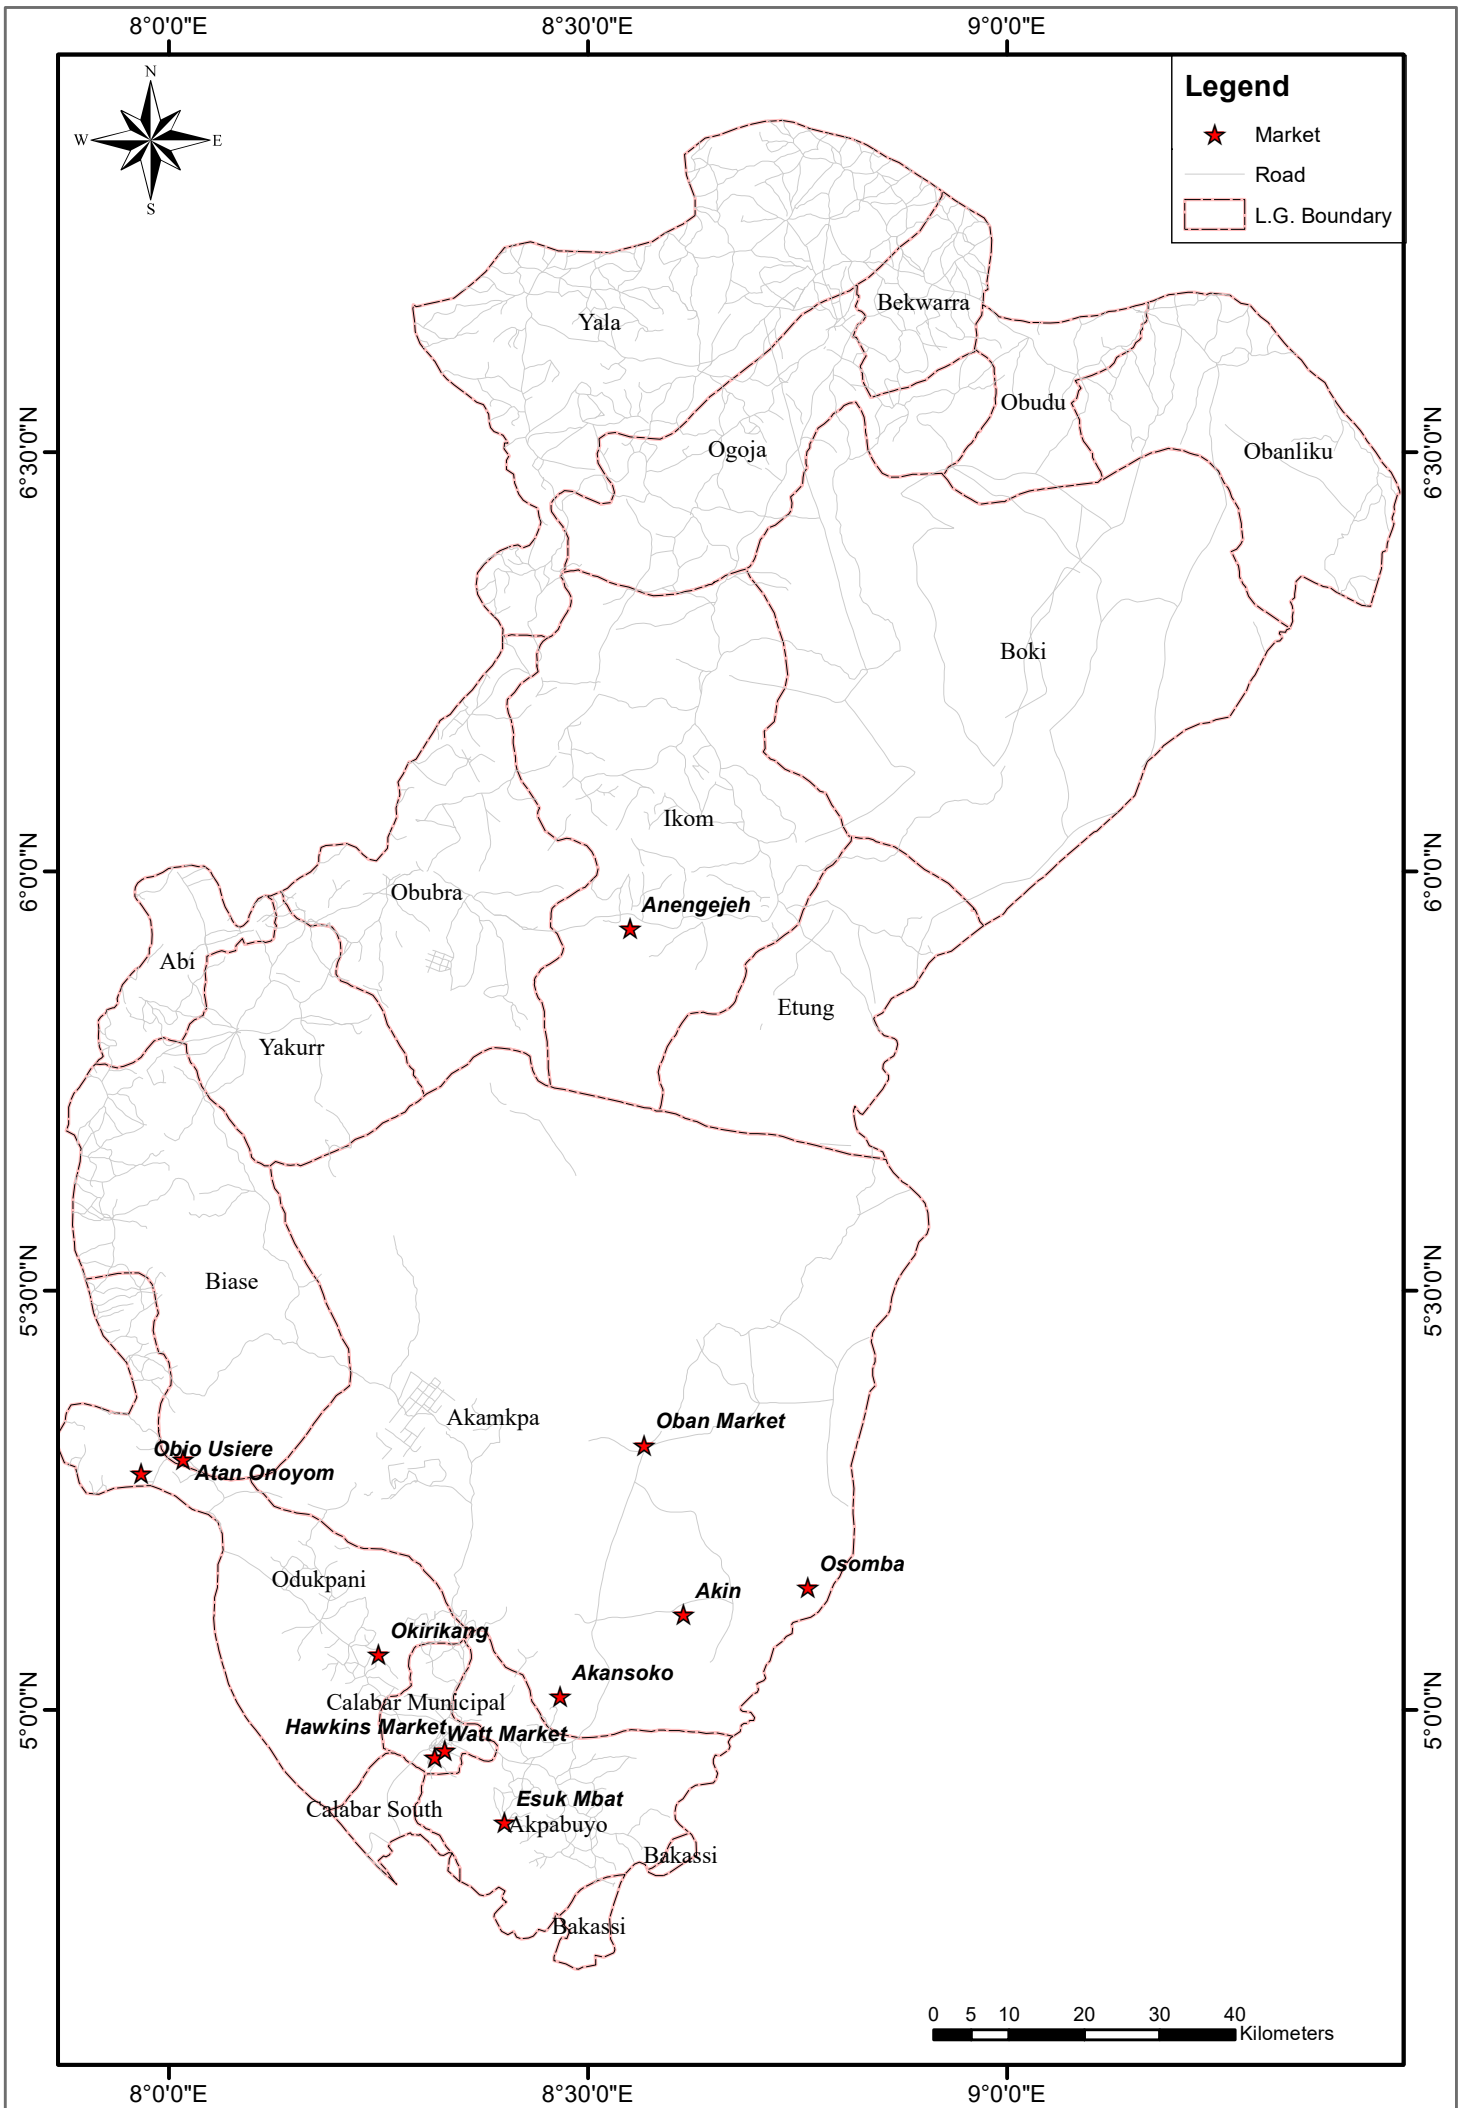 8°0'0"E
8°30'0"E
9°0'0"E
N
W
E
S
Legend
Market
Road
L.G. Boundary
Bekwarra
Yala
Obudu
Ogoja
Obanliku
6°30'0"N
6°30'0"N
Boki
Ikom
6°0'0"N
6°0'0"N
Obubra
Anengejeh
Abi
Etung
Yakurr
Biase
5°30'0"N
5°30'0"N
Akamkpa
Oban Market
Obio Usiere
Atan Onoyom
Osomba
Odukpani
Akin
Okirikang
Akansoko
Calabar Municipal
5°0'0"N
5°0'0"N
Hawkins Market
Watt Market
Esuk Mbat
Calabar South
Akpabuyo
Bakassi
Bakassi
0 5 10 20 30 40
Kilometers
8°0'0"E
8°30'0"E
9°0'0"E